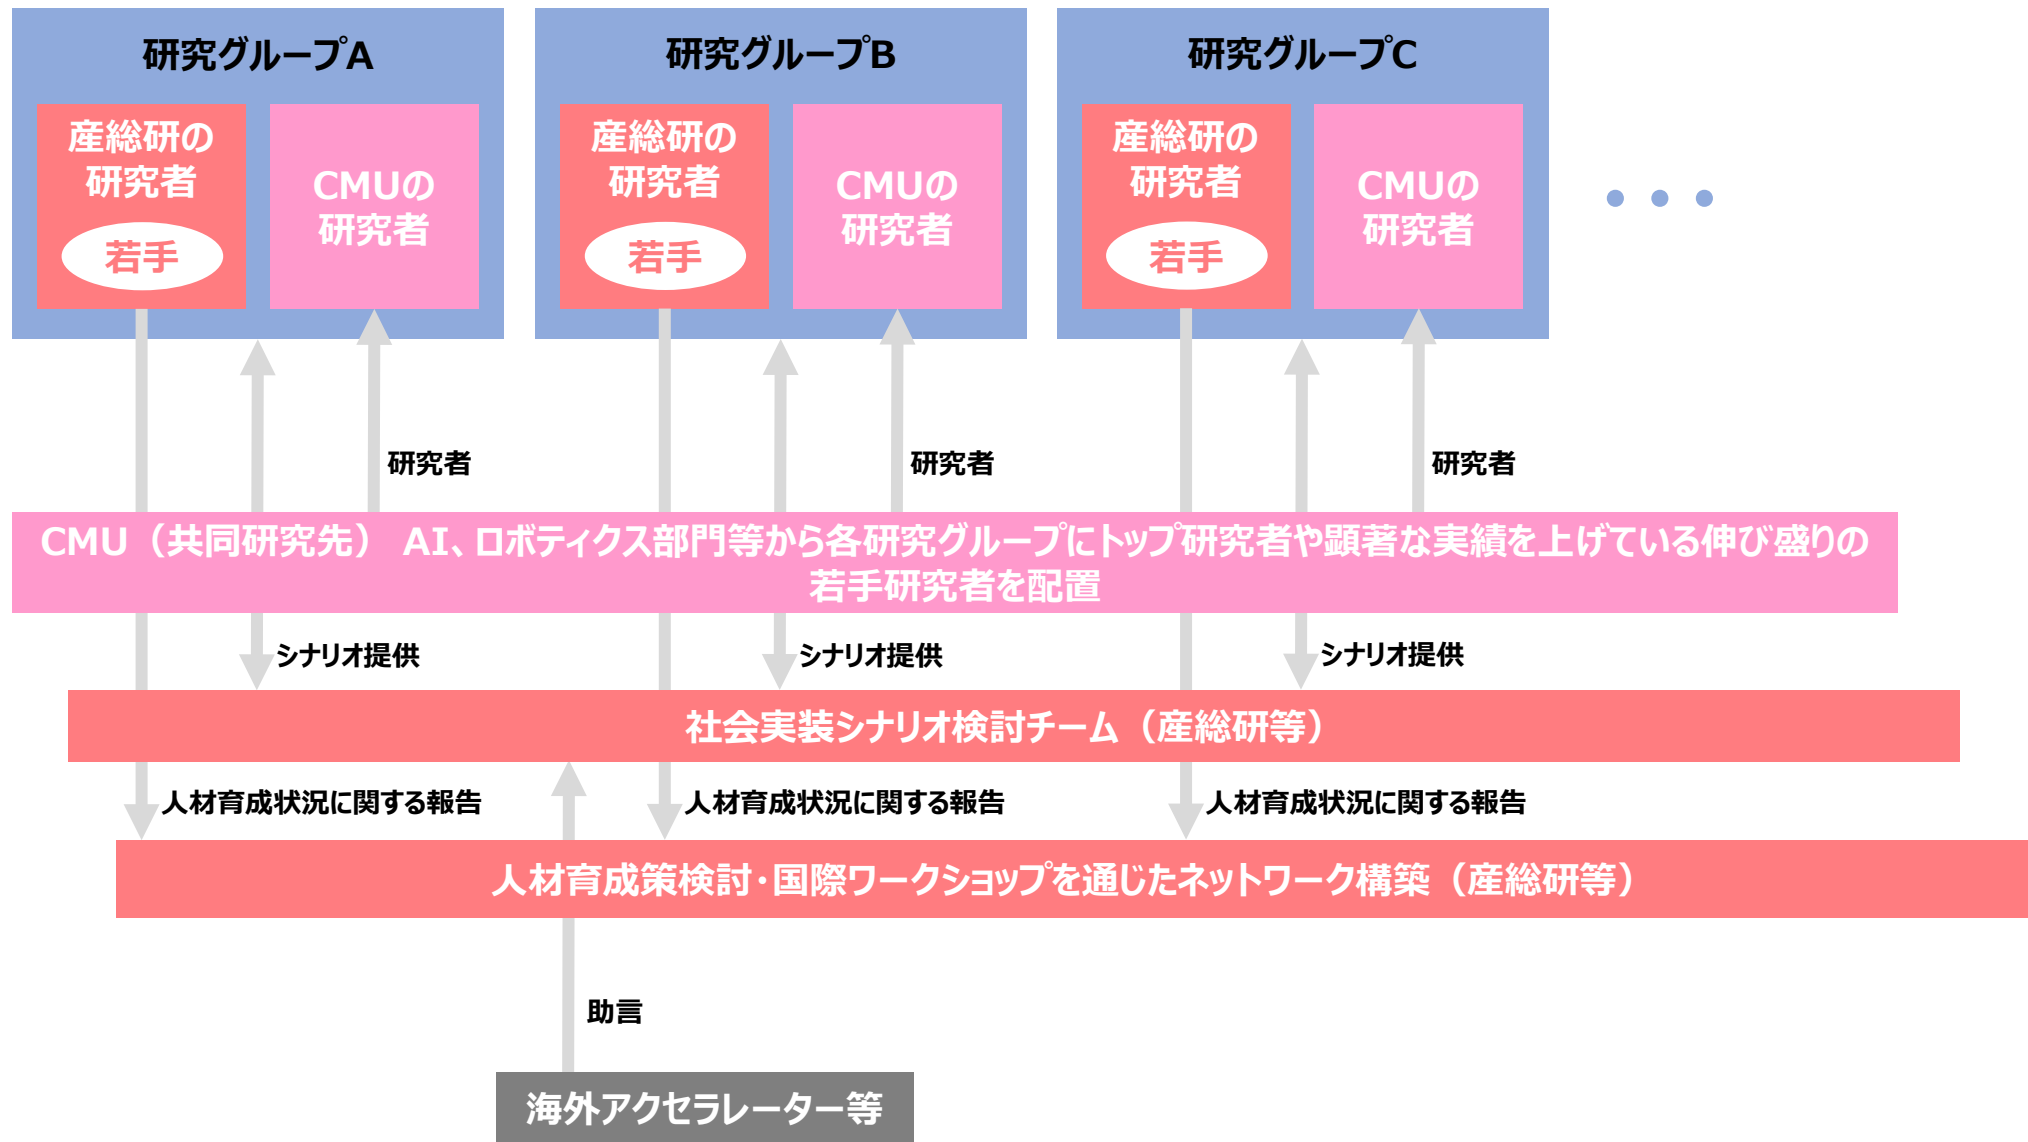 研究グループA
産総研の
研究者
若手
CMUの
研究者
研究グループB
産総研の
研究者
若手
CMUの
研究者
研究グループC
産総研の
研究者
若手
CMUの
研究者
研究者
研究者
研究者
CMU（共同研究先） AI、ロボティクス部門等から各研究グループにトップ研究者や顕著な実績を上げている伸び盛りの
若手研究者を配置
シナリオ提供
シナリオ提供
シナリオ提供
社会実装シナリオ検討チーム（産総研等）
人材育成状況に関する報告
人材育成状況に関する報告
人材育成状況に関する報告
人材育成策検討・国際ワークショップを通じたネットワーク構築（産総研等）
助言
海外アクセラレーター等